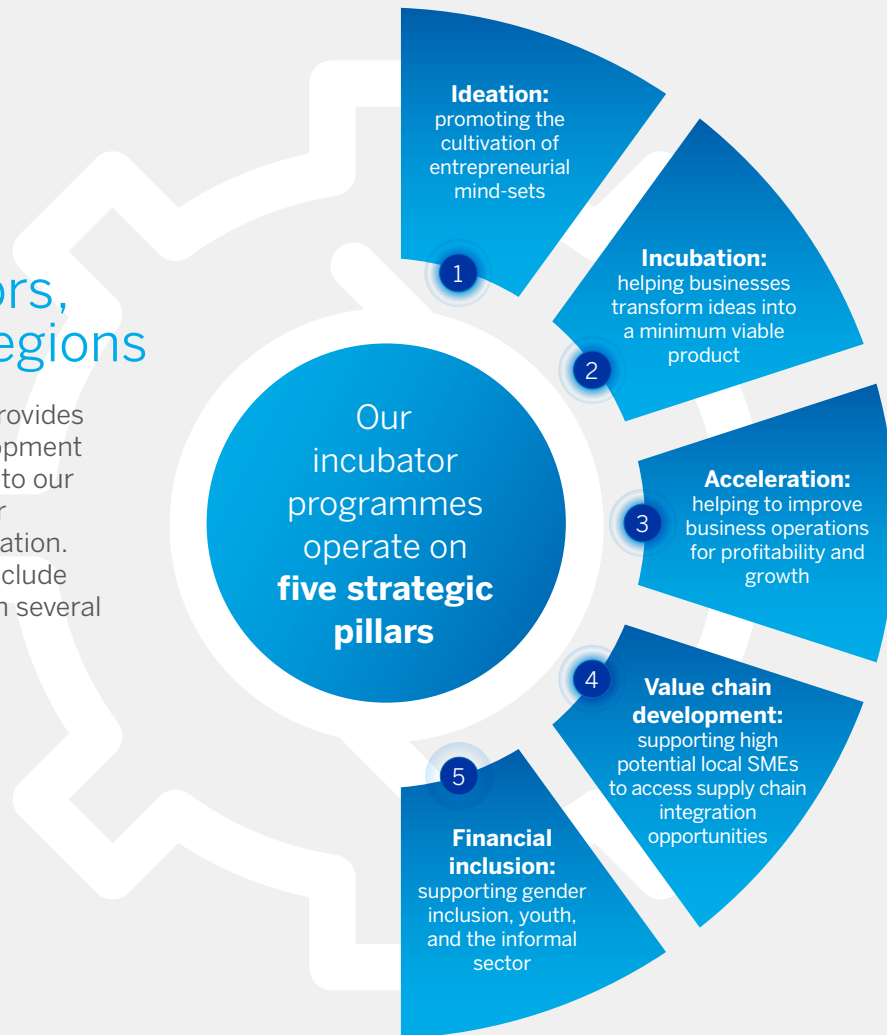 ors,
egions
rovides
opment
to our
r
ation.
clude
n several
Our
incubator
programmes
operate on
five strategic
pillars
Ideation:
promoting the
cultivation of
entrepreneurial
mind-sets
1
Incubation:
helping businesses
transform ideas into
a minimum viable
product
2
Acceleration:
helping to improve
business operations
for profitability and
growth
3
Value chain
development:
supporting high
potential local SMEs
to access supply chain
integration
opportunities
4
Financial
inclusion:
supporting gender
inclusion, youth,
and the informal
sector
5